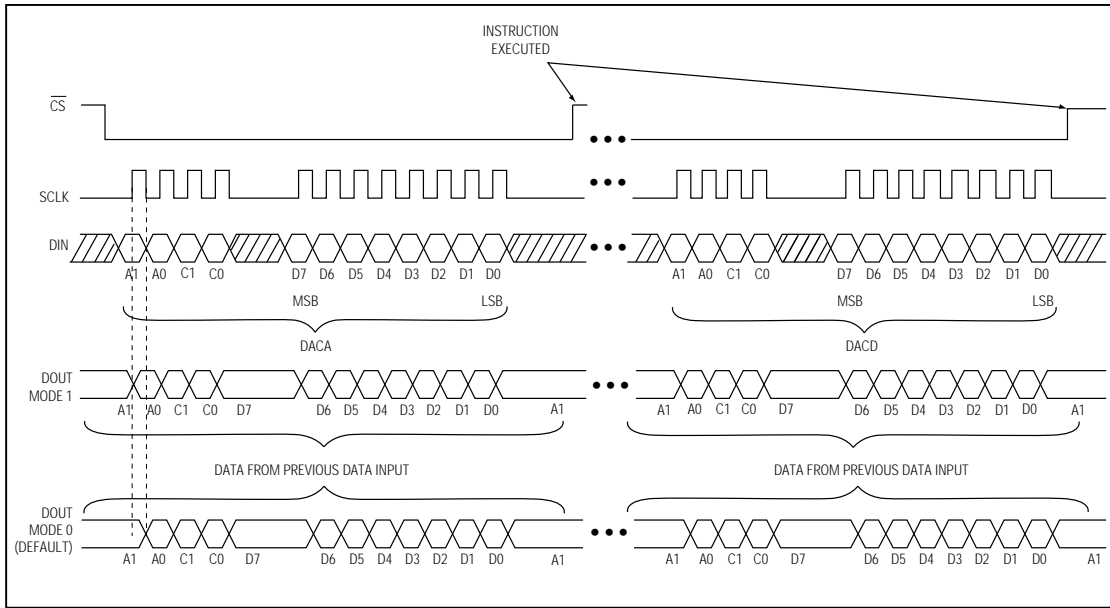 INSTRUCTION
EXECUTED
CS
•••
SCLK
•••
DIN
•••
A1 A0 C1 C0 D7 D6 D5 D4 D3 D2 D1 D0 A1 A0 C1 C0 D7 D6 D5 D4 D3 D2 D1 D0
MSB LSB MSB LSB
DACA DACD
DOUT
MODE 1
•••
A1 A0 C1 C0 D7 D6 D5 D4 D3 D2 D1 D0 A1 A1 A0 C1 C0 D7 D6 D5 D4 D3 D2 D1 D0 A1
DATA FROM PREVIOUS DATA INPUT DATA FROM PREVIOUS DATA INPUT
DOUT
MODE 0
(DEFAULT)
•••
A1 A0 C1 C0 D7 D6 D5 D4 D3 D2 D1 D0 A1 A1 A0 C1 C0 D7 D6 D5 D4 D3 D2 D1 D0 A1